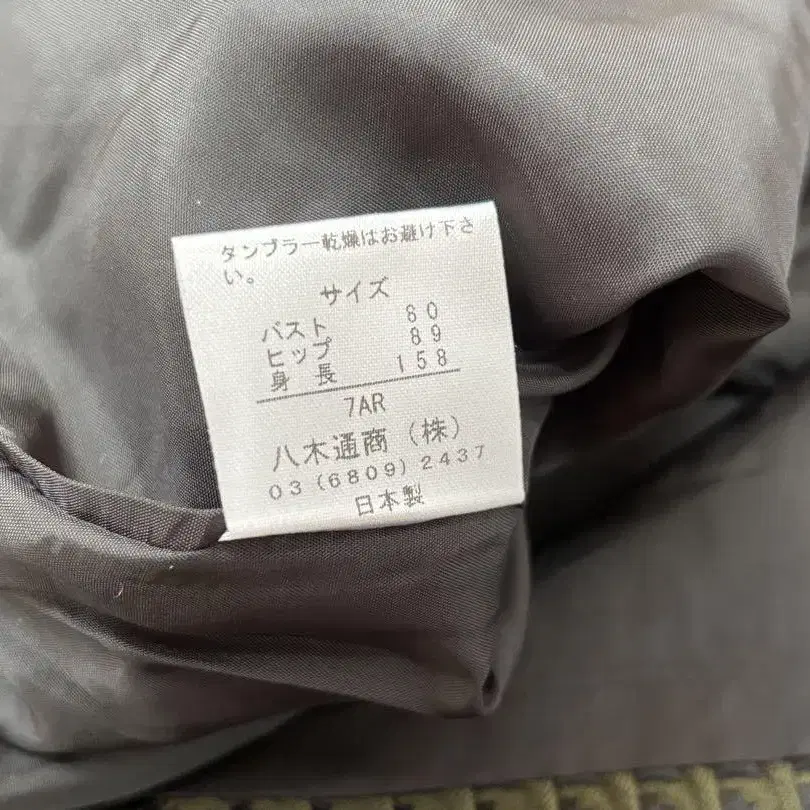 タンブラー乾燥はお避け下さ
い。
サイズ
バスト 80
ヒップ 89
身長 158
7AR
八木通商(株)
03(6809)2437
日本製